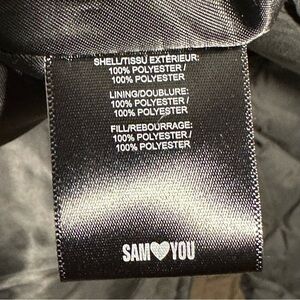 SHELL/TISSU EXTÉRIEUR:
100% POLYESTER /
100% POLYESTER
LINING/DOUBLURE:
100% POLYESTER /
100% POLYESTER
FILL/REBOURRAGE:
100% POLYESTER /
100% POLYESTER
SAM🖤YOU